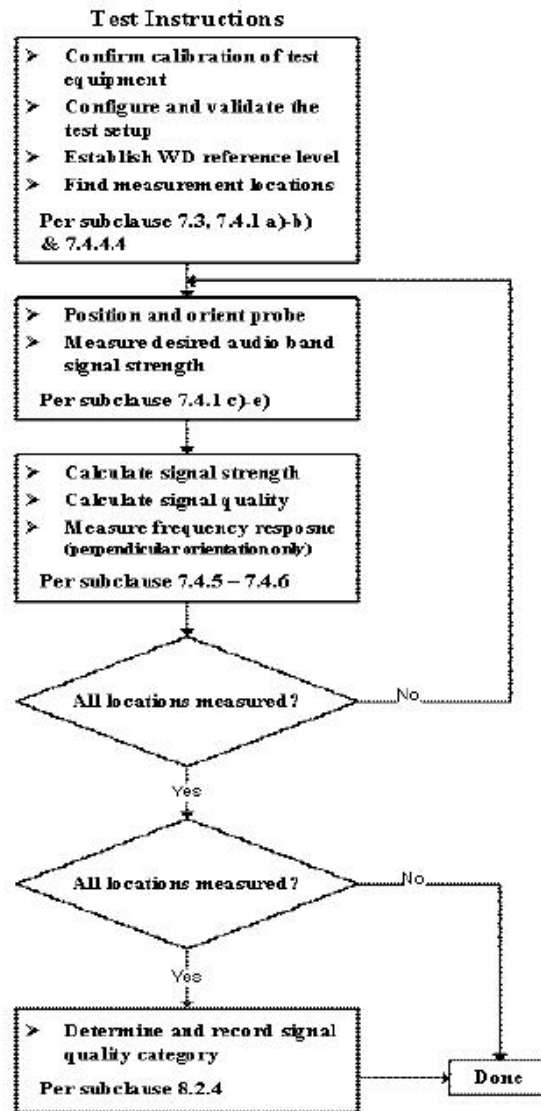 Test Instructions
➤ Confirm calibration of test
equipment
➤ Configure and validate the
test setup
➤ Establish WD reference level
➤ Find measurement locations
Per subclause 7.3, 7.4.1 a)-b)
& 7.4.4.4
➤ Position and orient probe
➤ Measure desired audio band
signal strength
Per subclause 7.4.1 c)-e)
➤ Calculate signal strength
➤ Calculate signal quality
➤ Measure frequency resposne
(perpendicular orientation only)
Per subclause 7.4.5 – 7.4.6
All locations measured?
No
Yes
All locations measured?
No
Yes
➤ Determine and record signal
quality category
Per subclause 8.2.4
Done